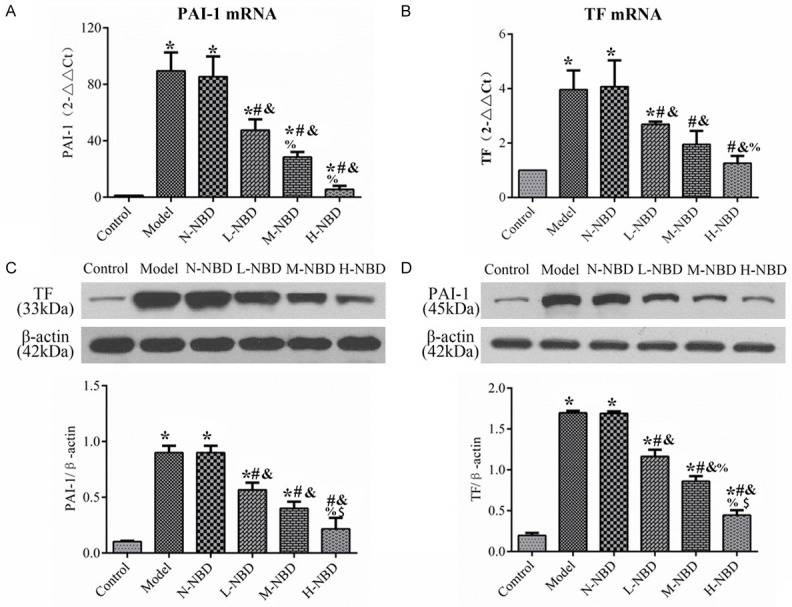 A
PAI-1 mRNA
PAI-1 (2-△△Ct)
120
80
40
0
*
*
*#&
*#&
%
*#&
%
Control
Model
N-NBD
L-NBD
M-NBD
H-NBD
B
TF mRNA
TF (2-△△Ct)
6
4
2
0
*
*
*#&
#&
#&%
Control
Medel
N-NBD
L-NBD
M-NBD
H-NBD
C
Control Model N-NBD L-NBD M-NBD H-NBD
TF
(33kDa)
β-actin
(42kDa)
PAI-1/β-actin
1.5
1.0
0.5
0.0
*
*
*#&
*#&
#&
%$
Control
Model
N-NBD
L-NBD
M-NBD
H-NBD
D
Control Model N-NBD L-NBD M-NBD H-NBD
PAI-1
(45kDa)
β-actin
(42kDa)
TF/β-actin
2.0
1.5
1.0
0.5
0.0
*
*
*#&
*#&%
*#&
%$
Control
Model
N-NBD
L-NBD
M-NBD
H-NBD